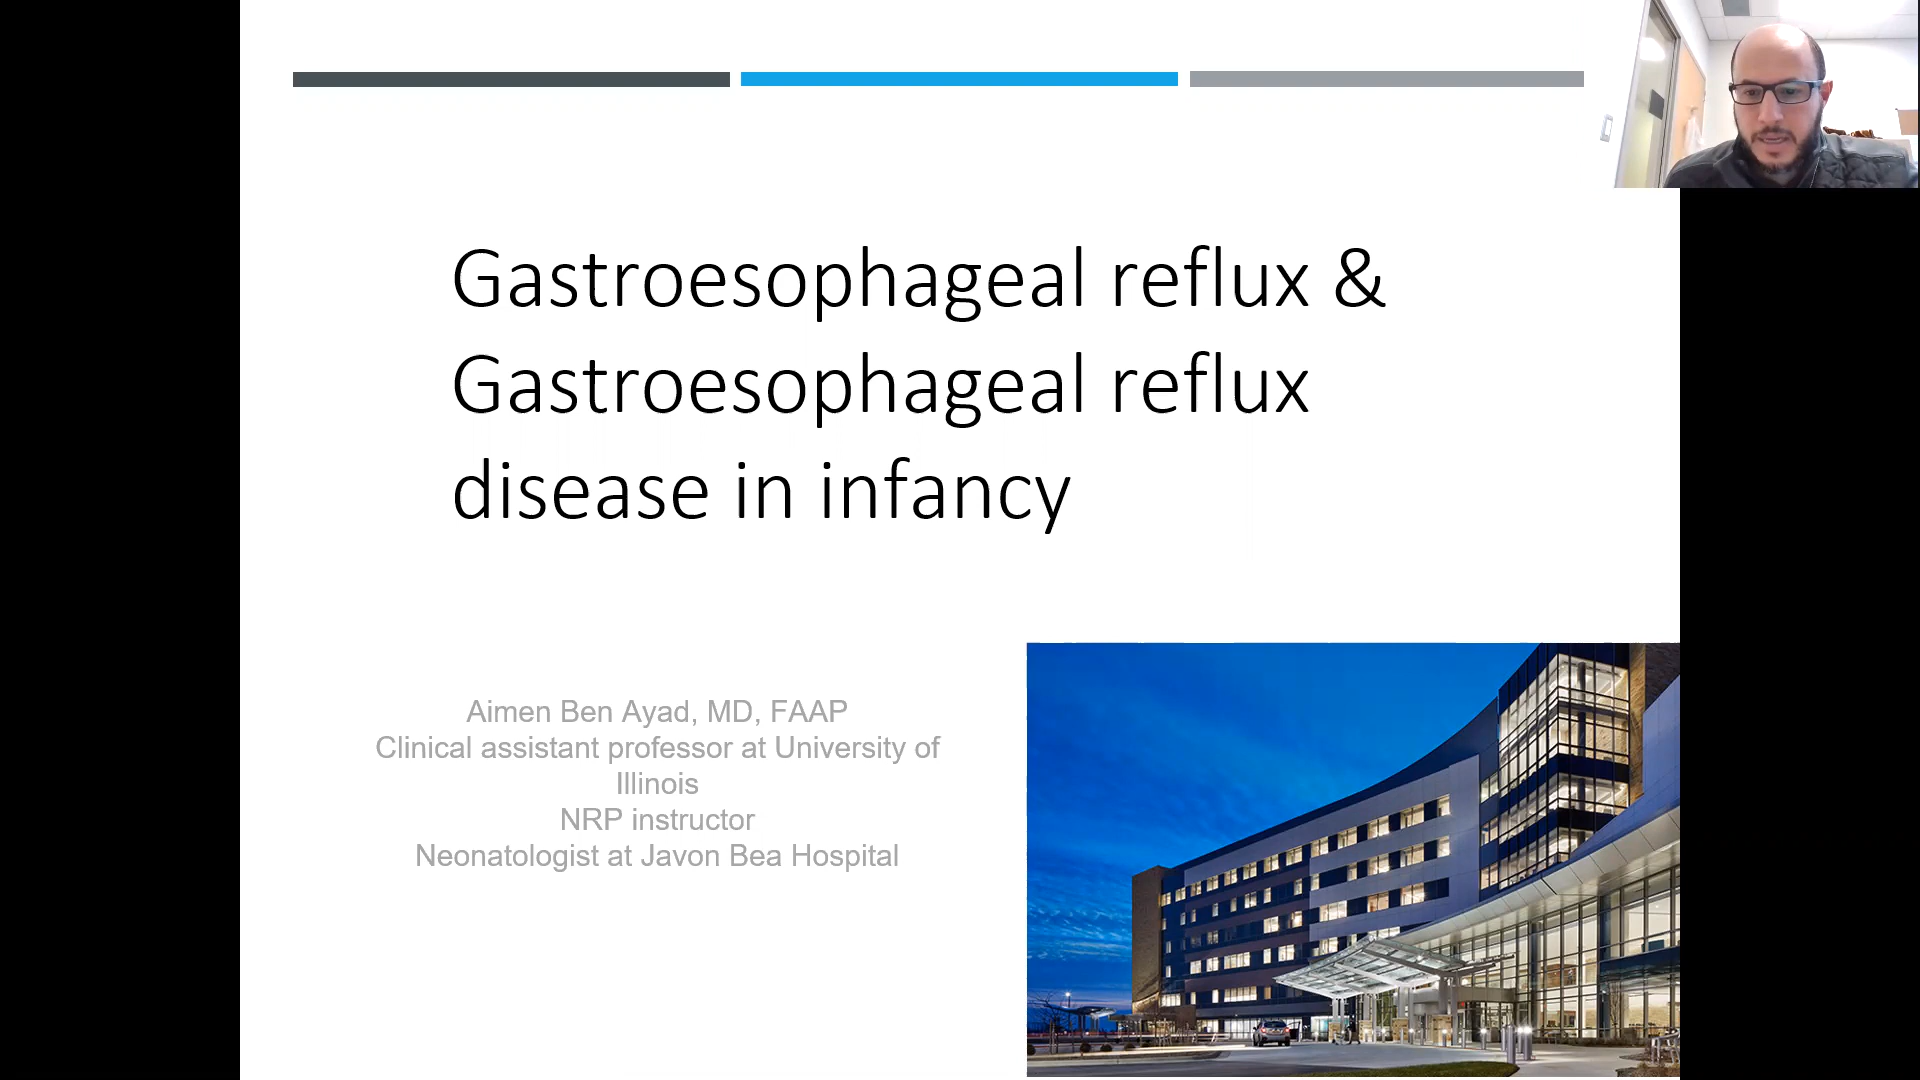 Gastroesophageal reflux &
Gastroesophageal reflux
disease in infancy
Aimen Ben Ayad, MD, FAAP
Clinical assistant professor at University of
Illinois
NRP instructor
Neonatologist at Javon Bea Hospital